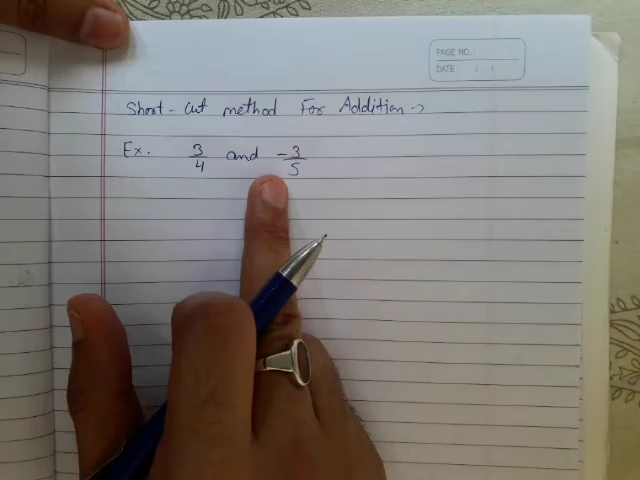 PAGE NO.:
DATE / /
Short-cut method For Addition →
Ex. 3/4 and -3/5